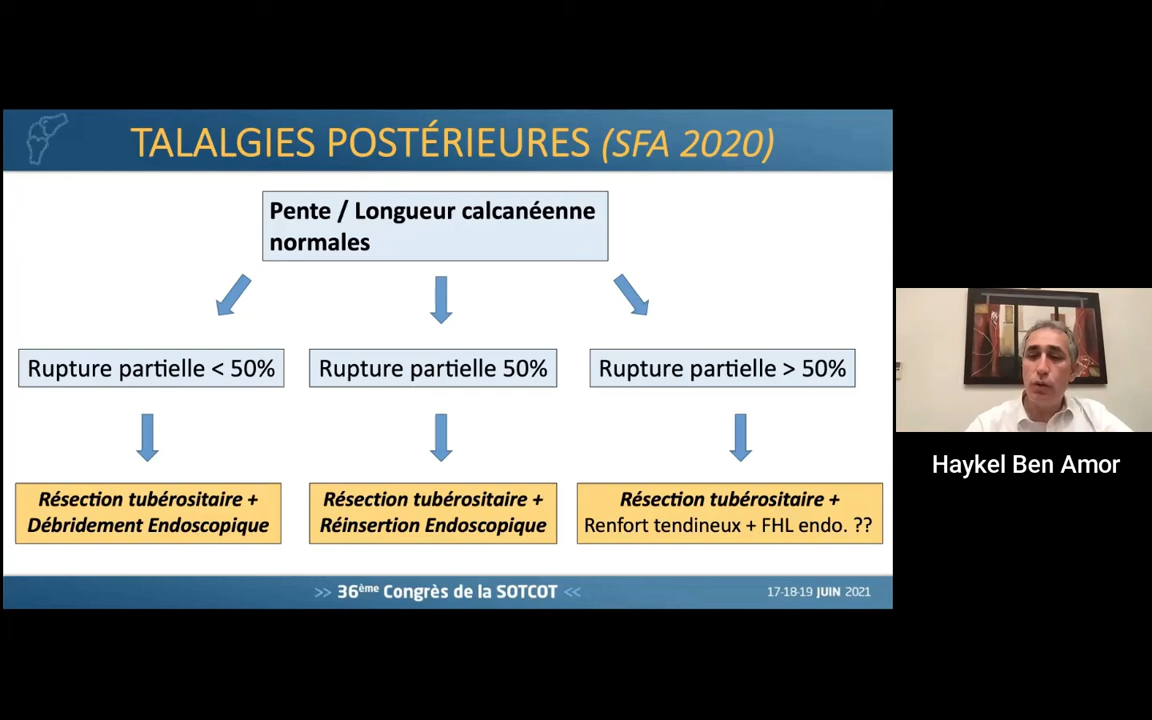 TALALGIES POSTÉRIEURES (SFA 2020)
Pente / Longueur calcanéenne
normales
Rupture partielle < 50%
Rupture partielle 50%
Rupture partielle > 50%
Résection tubérositaire +
Débridement Endoscopique
Résection tubérositaire +
Réinsertion Endoscopique
Résection tubérositaire +
Renfort tendineux + FHL endo. ??
>> 36ème Congrès de la SOTCOT <<
17-18-19 JUIN 2021
Haykel Ben Amor